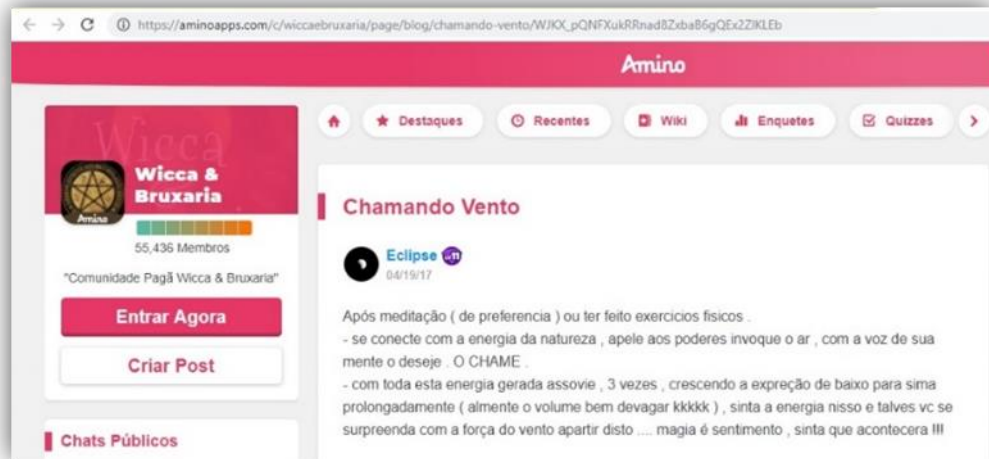 https://aminoapps.com/c/wiccaebruxaria/page/blog/chamando-vento/WJKX_pQNFXukRRnad8ZxbaB6gQEx2ZlKLEb
Amino
Destaques
Recentes
Wiki
Enquetes
Quizzes
Wicca
Wicca &
Bruxaria
Amino
55,436 Membros
"Comunidade Pagã Wicca & Bruxaria"
Entrar Agora
Criar Post
Chats Públicos
Chamando Vento
Eclipse
04/19/17
Após meditação ( de preferencia ) ou ter feito exercicios fisicos .
- se conecte com a energia da natureza , apele aos poderes invoque o ar , com a voz de sua
mente o deseje . O CHAME .
- com toda esta energia gerada assovie , 3 vezes , crescendo a expreção de baixo para sima
prolongadamente ( almente o volume bem devagar kkkkk ) , sinta a energia nisso e talves vc se
surpreenda com a força do vento apartir disto .... magia é sentimento , sinta que acontecera !!!